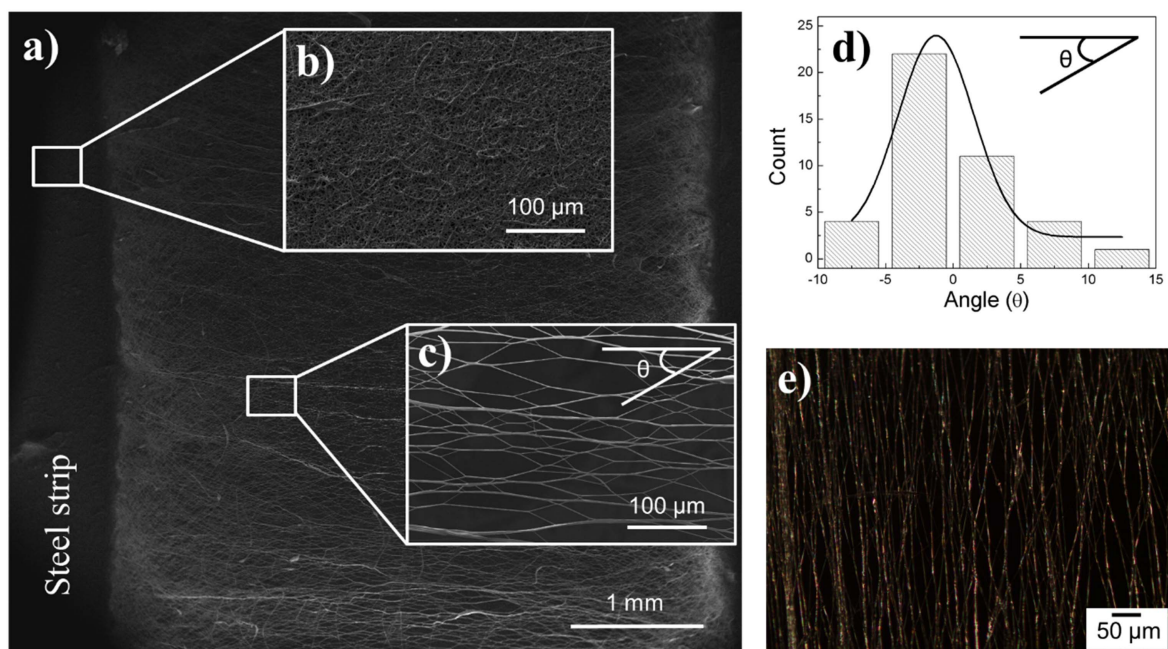 a)
b)
100 µm
c)
θ
100 µm
Steel strip
1 mm
d)
θ
Count
25
20
15
10
5
0
-10 -5 0 5 10 15
Angle (θ)
e)
50 µm